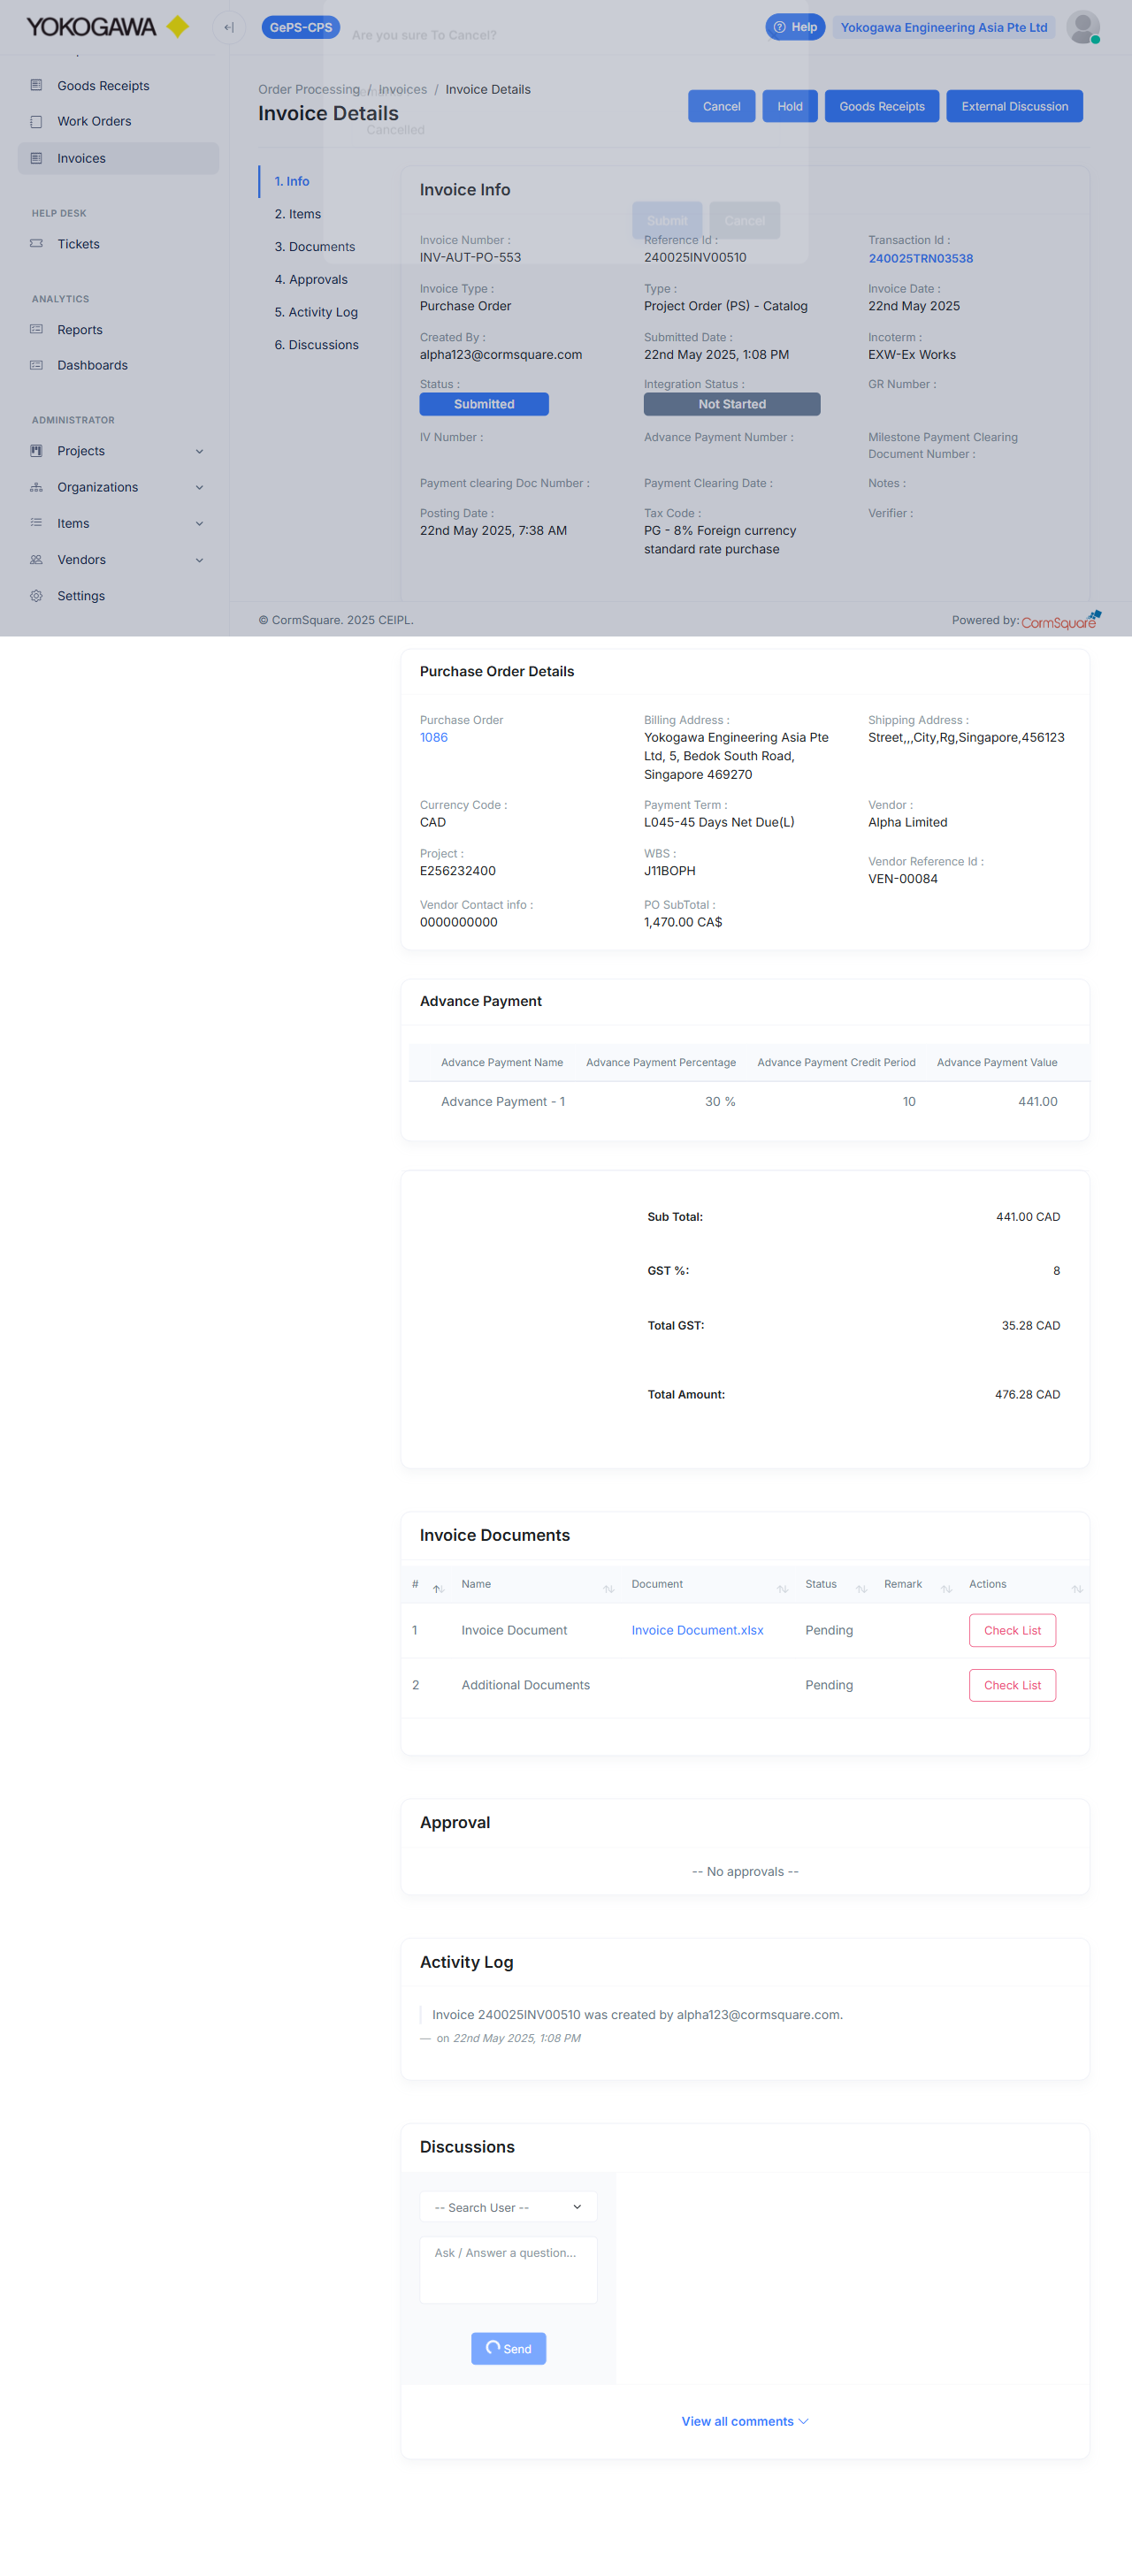 YOKOGAWA
GePS-CPS
Are you sure To Cancel?
Help
Yokogawa Engineering Asia Pte Ltd
Goods Receipts
Work Orders
Invoices
HELP DESK
Tickets
ANALYTICS
Reports
Dashboards
ADMINISTRATOR
Projects
Organizations
Items
Vendors
Settings
Order Processing / Invoices / Invoice Details
Invoice Details
Cancelled
Cancel
Hold
Goods Receipts
External Discussion
1. Info
2. Items
3. Documents
4. Approvals
5. Activity Log
6. Discussions
Submit
Cancel
Invoice Info
Invoice Number :
INV-AUT-PO-553
Reference Id :
240025INV00510
Transaction Id :
240025TRN03538
Invoice Type :
Purchase Order
Type :
Project Order (PS) - Catalog
Invoice Date :
22nd May 2025
Created By :
alpha123@cormsquare.com
Submitted Date :
22nd May 2025, 1:08 PM
Incoterm :
EXW-Ex Works
Status :
Submitted
Integration Status :
Not Started
GR Number :
IV Number :
Advance Payment Number :
Milestone Payment Clearing
Document Number :
Payment clearing Doc Number :
Payment Clearing Date :
Notes :
Posting Date :
22nd May 2025, 7:38 AM
Tax Code :
PG - 8% Foreign currency
standard rate purchase
Verifier :
© CormSquare. 2025 CEIPL.
Powered by: CormSquare
Purchase Order Details
Purchase Order
1086
Billing Address :
Yokogawa Engineering Asia Pte
Ltd, 5, Bedok South Road,
Singapore 469270
Shipping Address :
Street,,,City,Rg,Singapore,456123
Currency Code :
CAD
Payment Term :
L045-45 Days Net Due(L)
Vendor :
Alpha Limited
Project :
E256232400
WBS :
J11BOPH
Vendor Reference Id :
VEN-00084
Vendor Contact info :
0000000000
PO SubTotal :
1,470.00 CA$
Advance Payment
Advance Payment Name Advance Payment Percentage Advance Payment Credit Period Advance Payment Value
Advance Payment - 1 30 % 10 441.00
Sub Total: 441.00 CAD
GST %: 8
Total GST: 35.28 CAD
Total Amount: 476.28 CAD
Invoice Documents
# Name Document Status Remark Actions
1 Invoice Document Invoice Document.xlsx Pending Check List
2 Additional Documents Pending Check List
Approval
-- No approvals --
Activity Log
Invoice 240025INV00510 was created by alpha123@cormsquare.com.
— on 22nd May 2025, 1:08 PM
Discussions
-- Search User --
Ask / Answer a question...
Send
View all comments